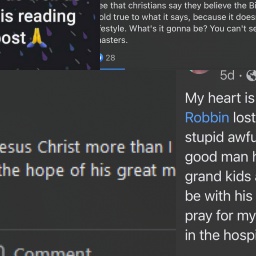 is reading
post🙏
ee that christians say they believe the Bi
old true to what it says, because it does
festyle. What's it gonna be? You can't se
asters.
28
esus Christ more than I
the hope of his great m
Comment
5d
My heart is
Robbin lost
stupid awfu
good man h
grand kids a
be with his
pray for my
in the hospi